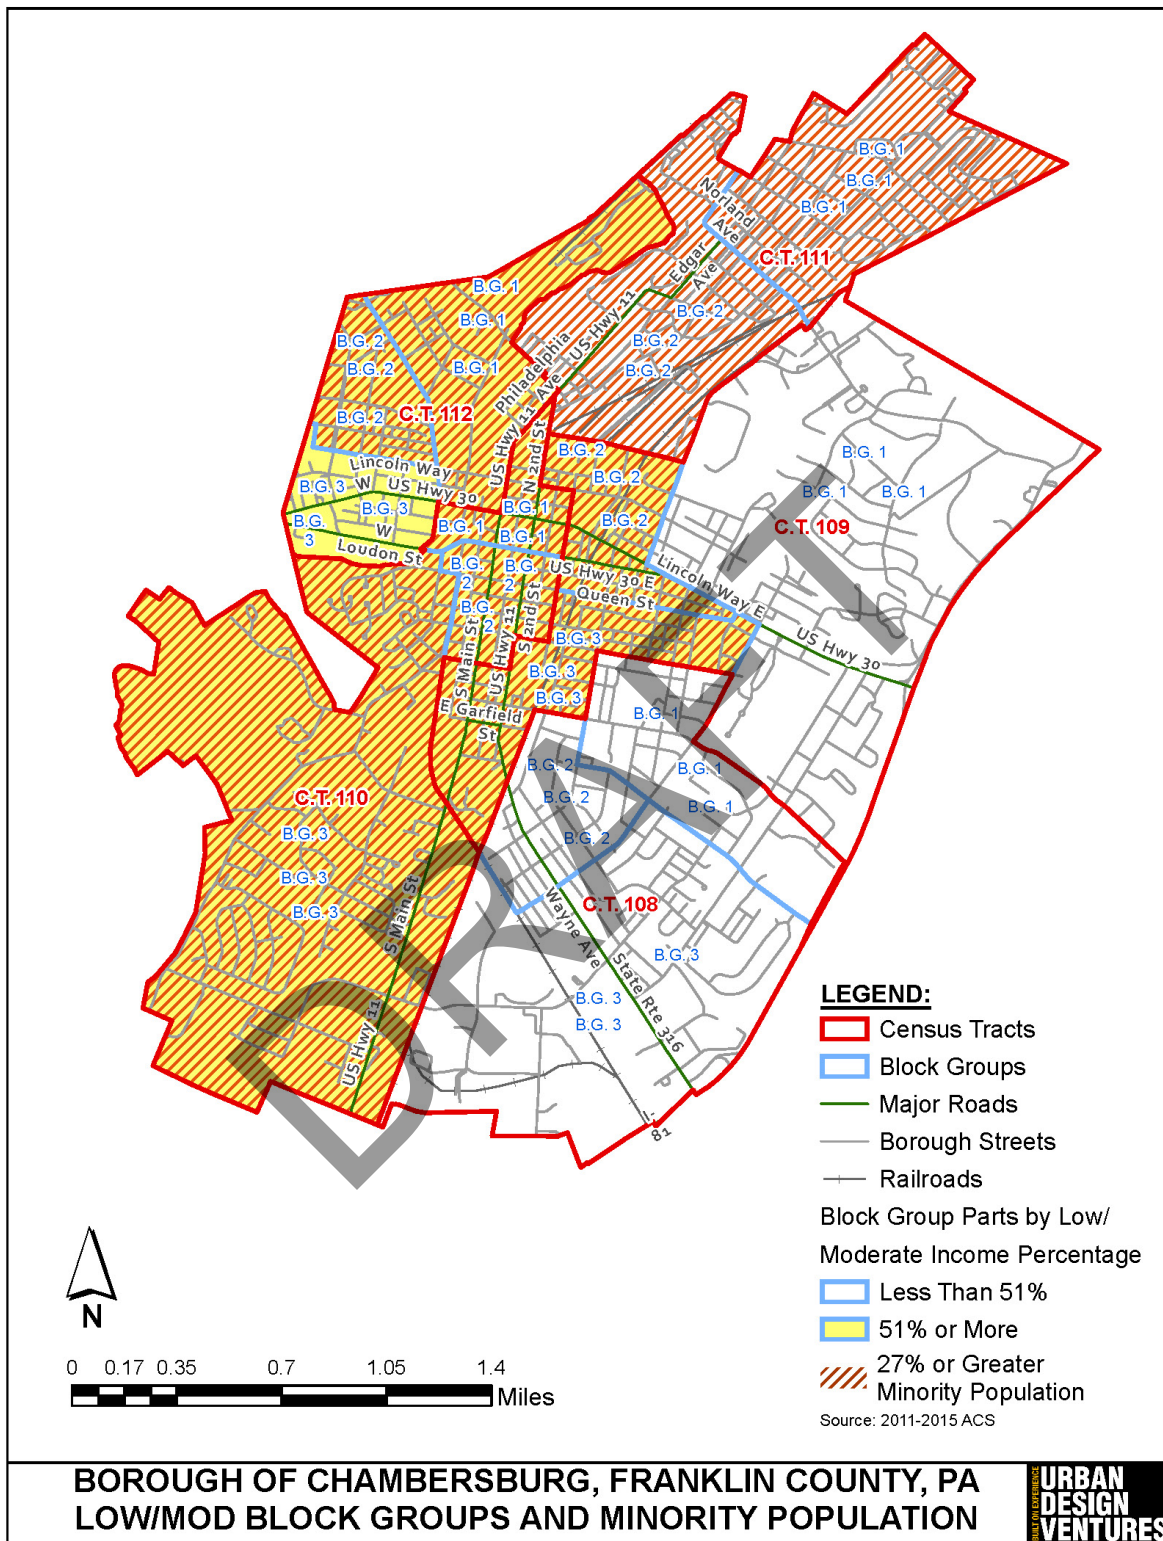 B.G. 1
B.G. 1
B.G. 1
Norland
Ave
C.T. 111
Edgar
Ave
B.G. 1
B.G. 1
US Hwy 11
B.G. 2
B.G. 2
B.G. 2
B.G. 2
B.G. 2
B.G. 1
Philadelphia
Ave
US Hwy 11
B.G. 2
C.T. 112
N 2nd St
B.G. 2
B.G. 2
B.G. 1
B.G. 1
B.G. 1
Lincoln Way
W
US Hwy 30
B.G. 3
B.G. 3
B.G.
3
W
Loudon St
B.G. 1
B.G. 1
B.G. 1
B.G. 2
C.T. 109
B.G.
2
B.G.
2
US Hwy 30 E
Lincoln Way E
Queen St
B.G.
2
S Main St
US Hwy 11
S 2nd St
US Hwy 30
B.G. 3
B.G. 3
B.G. 3
E Garfield
St
B.G. 1
B.G. 1
B.G. 1
B.G. 2
B.G. 2
B.G. 2
C.T. 110
B.G. 3
B.G. 3
B.G. 3
S Main St
US Hwy 11
C.T. 108
Wayne Ave
State Rte 316
B.G. 3
B.G. 3
B.G. 3
I- 81
DRAFT
LEGEND:
Census Tracts
Block Groups
Major Roads
Borough Streets
Railroads
Block Group Parts by Low/
Moderate Income Percentage
Less Than 51%
51% or More
27% or Greater
Minority Population
Source: 2011-2015 ACS
N
0 0.17 0.35 0.7 1.05 1.4
Miles
BOROUGH OF CHAMBERSBURG, FRANKLIN COUNTY, PA
LOW/MOD BLOCK GROUPS AND MINORITY POPULATION
BUILT ON EXPERIENCE
URBAN
DESIGN
VENTURES